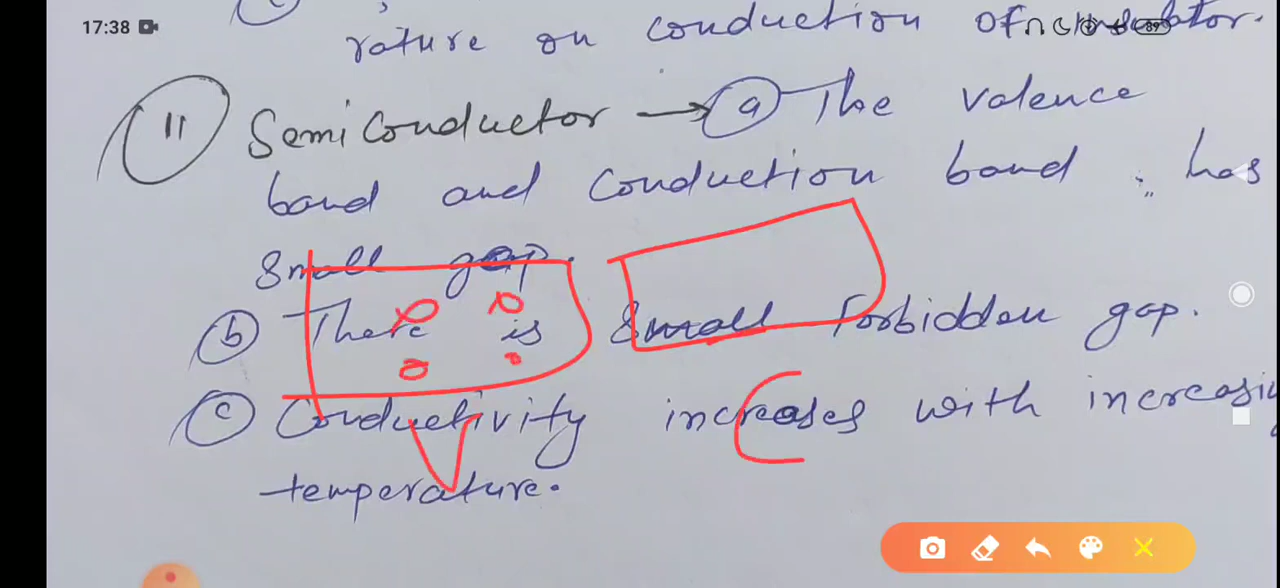 17:38
rature on conduction of
11 Semiconductor → a The valence
band and conduction band has
small gap.
b There is small forbidden gap.
c Conductivity increases with increasing
temperature.